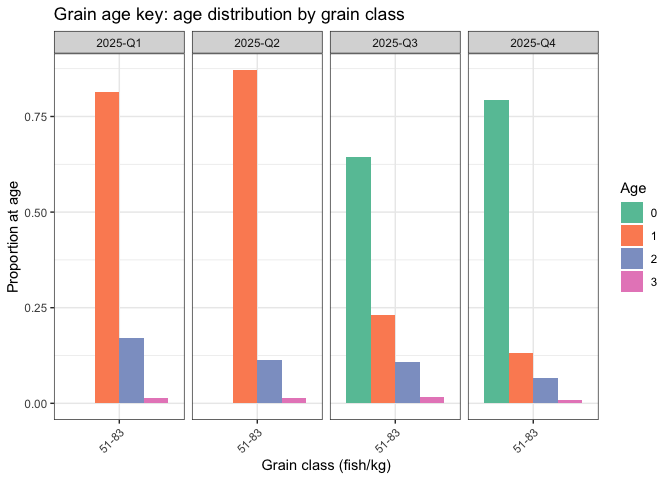 Grain age key: age distribution by grain class
2025-Q1 2025-Q2 2025-Q3 2025-Q4
Proportion at age
0.75
0.50
0.25
0.00
51-83 51-83 51-83 51-83
Grain class (fish/kg)
Age
0
1
2
3